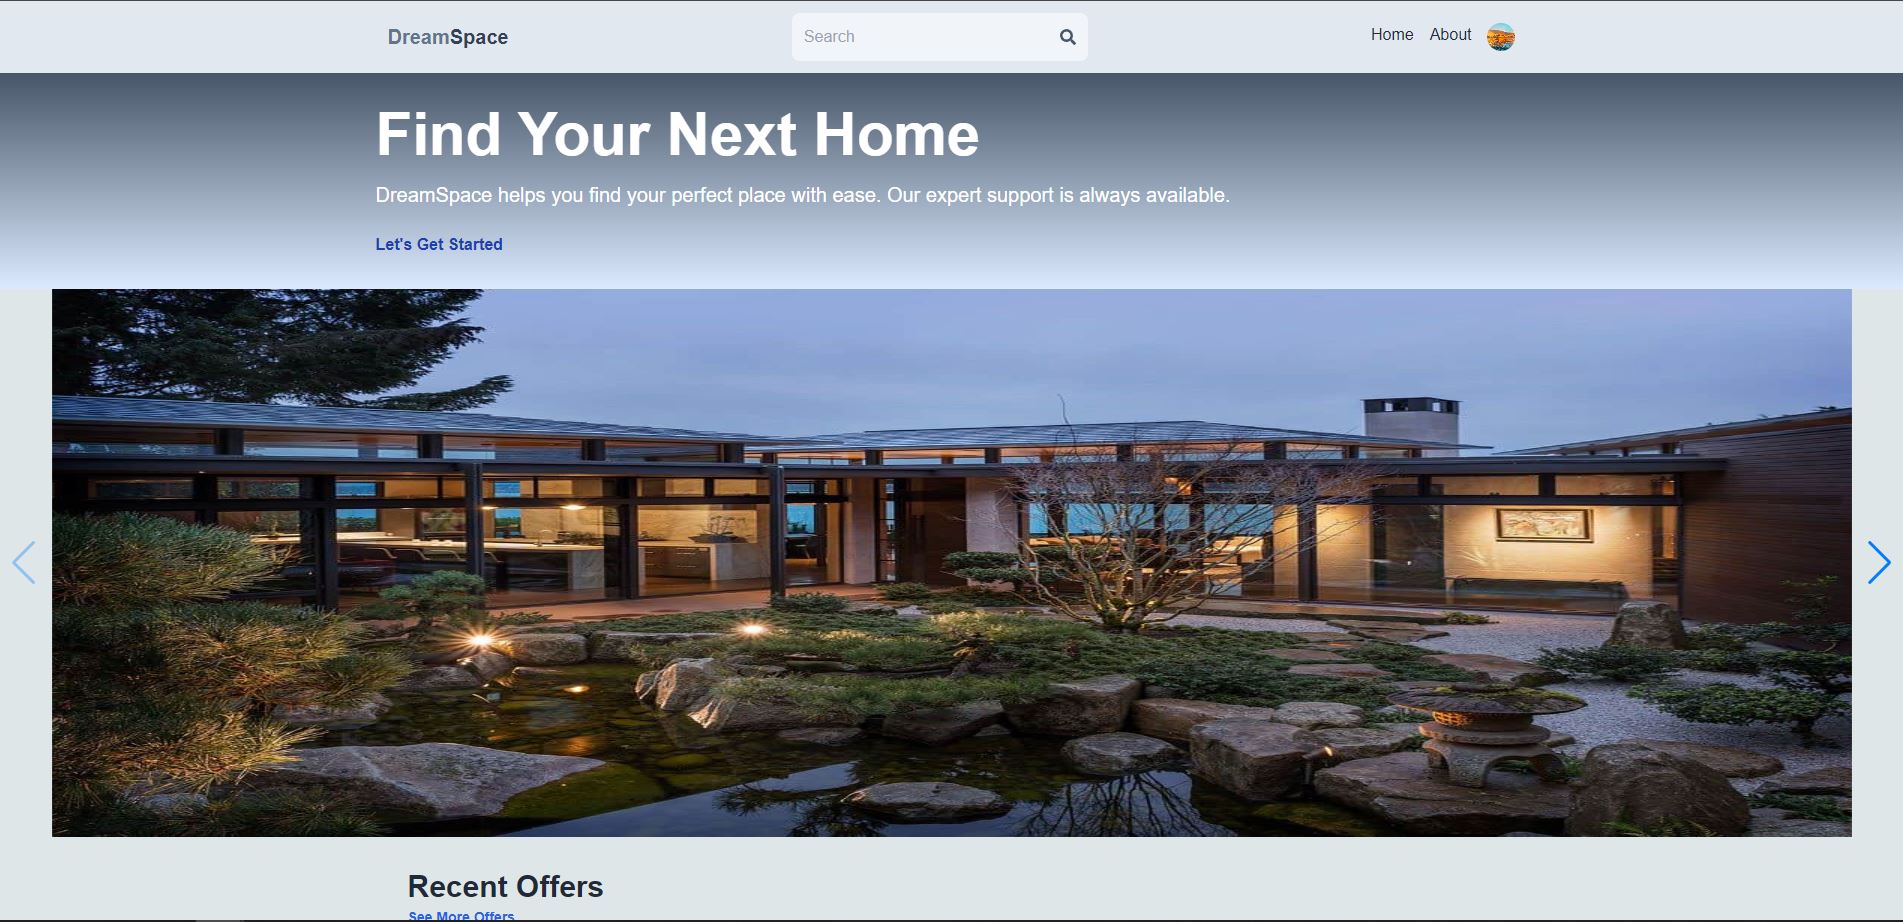 DreamSpace
Search
Home
About
Find Your Next Home
DreamSpace helps you find your perfect place with ease. Our expert support is always available.
Let's Get Started
Recent Offers
See More Offers